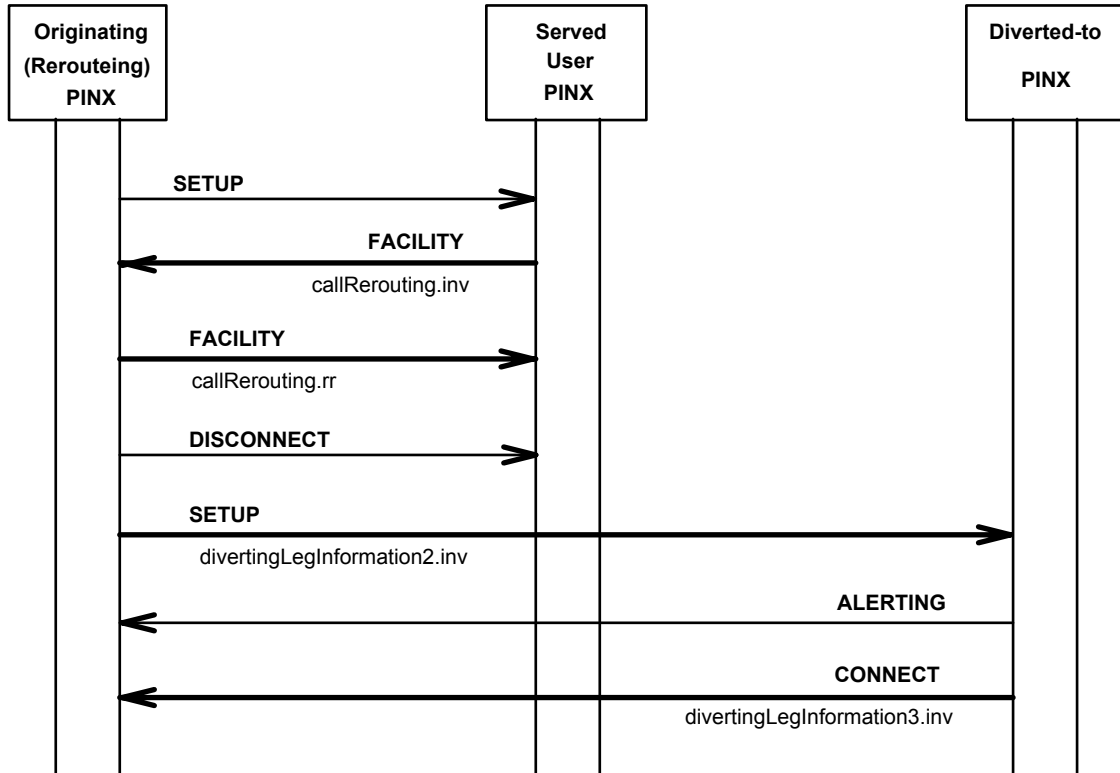 Originating
(Rerouteing)
PINX
Served
User
PINX
Diverted-to
PINX
SETUP
FACILITY
callRerouting.inv
FACILITY
callRerouting.rr
DISCONNECT
SETUP
divertingLegInformation2.inv
ALERTING
CONNECT
divertingLegInformation3.inv